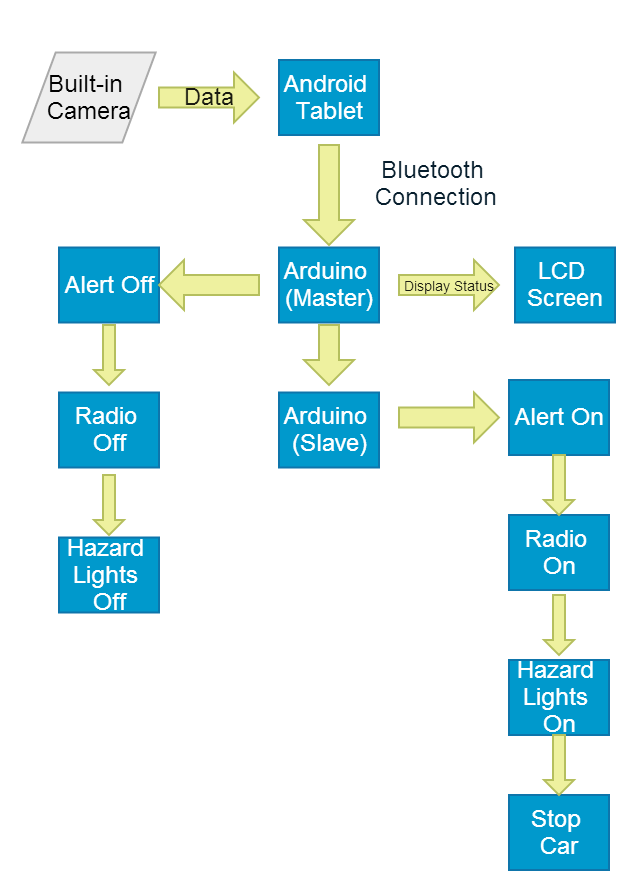 Built-in
Camera
Data
Android
Tablet
Bluetooth
Connection
Alert Off
Arduino
(Master)
Display Status
LCD
Screen
Radio
Off
Arduino
(Slave)
Alert On
Hazard
Lights
Off
Radio
On
Hazard
Lights
On
Stop
Car